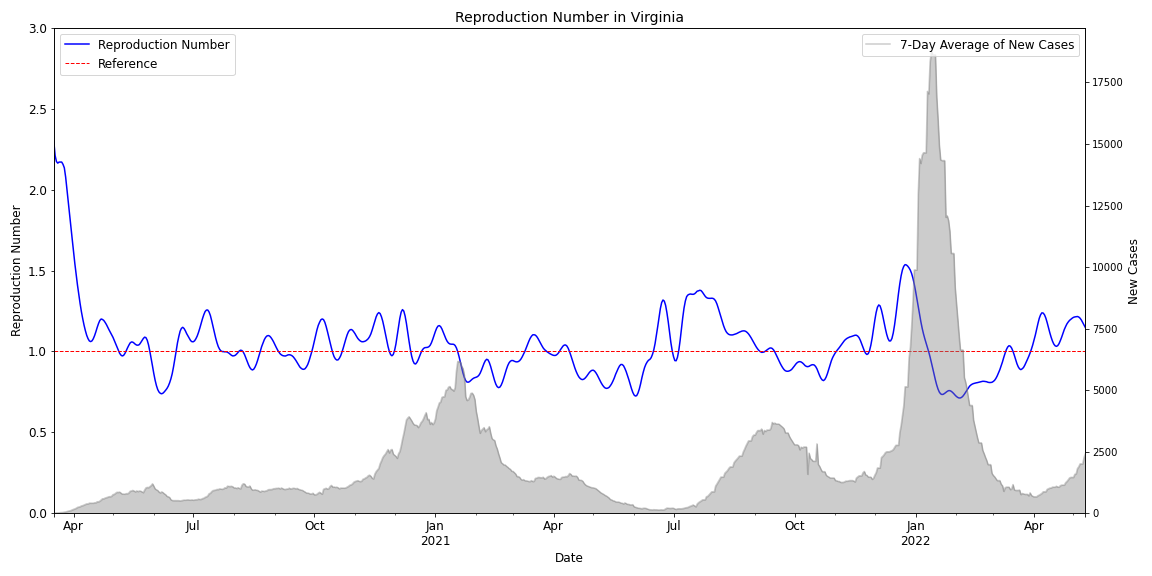 Reproduction Number in Virginia
Reproduction Number
Reference
7-Day Average of New Cases
3.0
2.5
2.0
1.5
1.0
0.5
0.0
Reproduction Number
17500
15000
12500
10000
7500
5000
2500
0
New Cases
Apr Jul Oct Jan Apr Jul Oct Jan Apr
2021 2022
Date